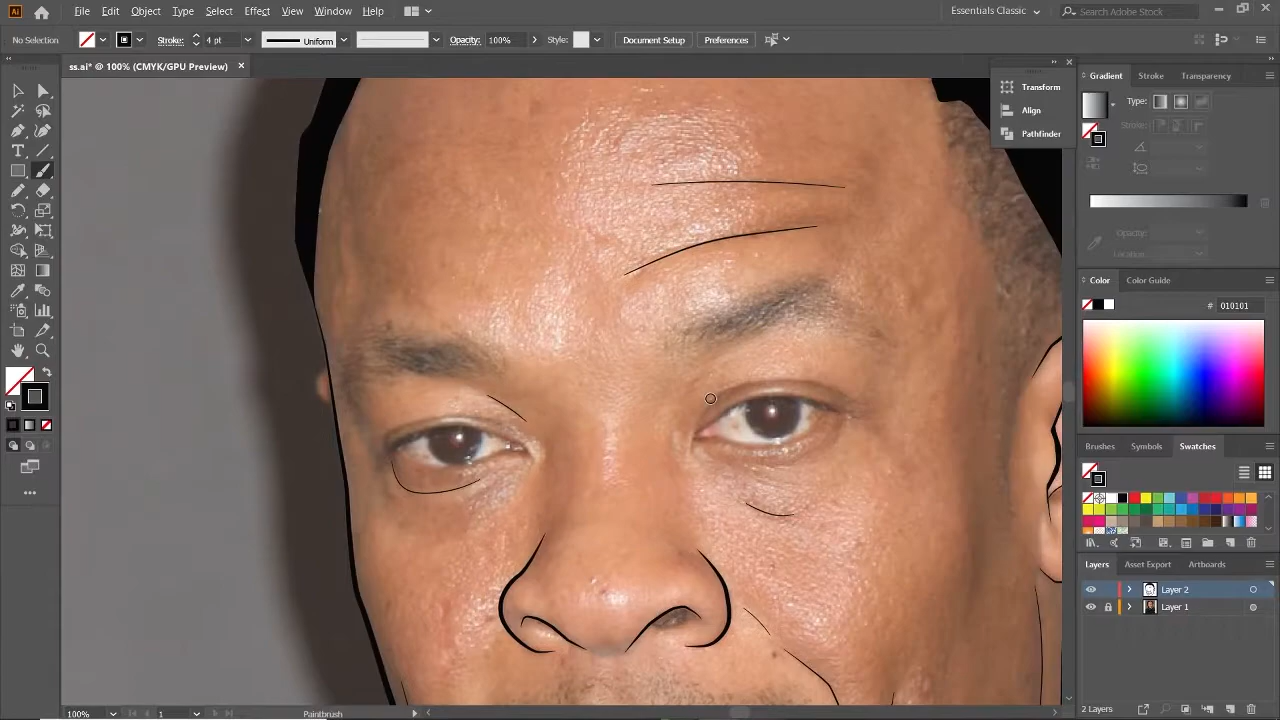 Ai File Edit Object Type Select Effect View Window Help Essentials Classic Search Adobe Stock
No Selection Stroke: 4 pt Uniform Opacity: 100% Style: Document Setup Preferences
ss.ai* @ 100% (CMYK/GPU Preview)
Gradient Stroke Transparency
Transform
Align
Pathfinder
Type:
Stroke:
Opacity:
Location:
Color Color Guide
# 010101
Brushes Symbols Swatches
Layers Asset Export Artboards
Layer 2
Layer 1
100% 1 Paintbrush 2 Layers